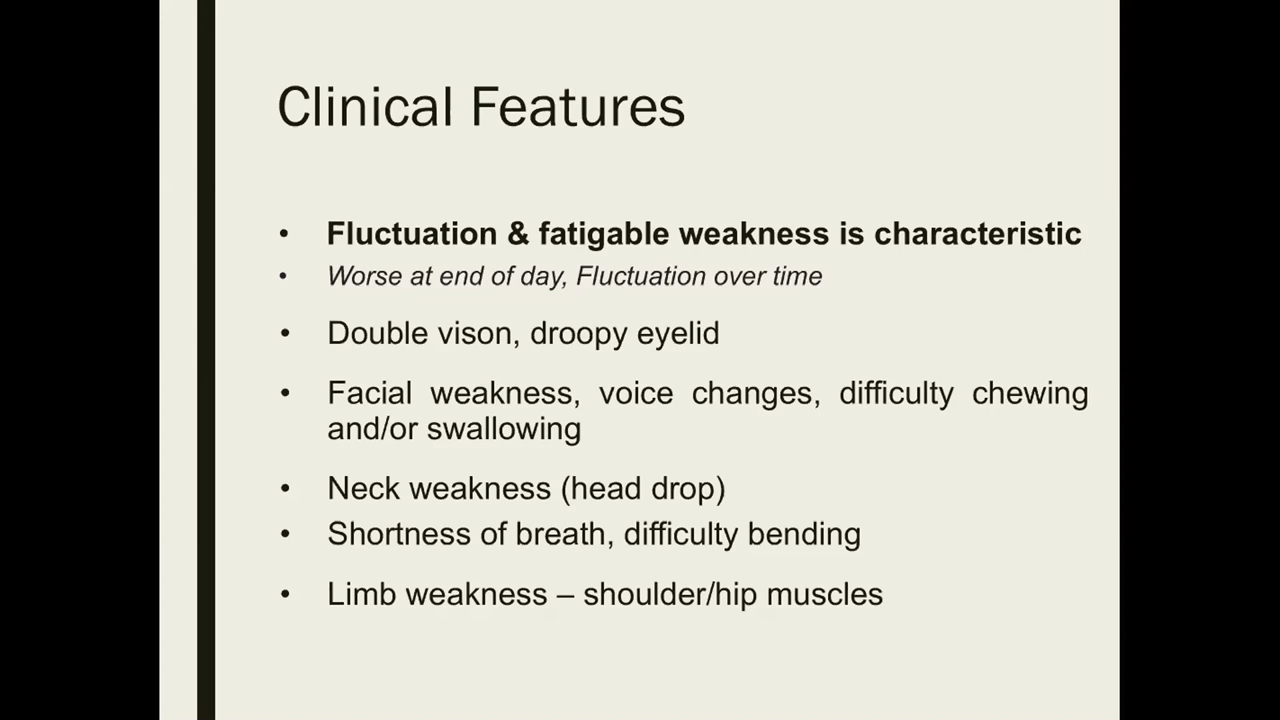 Clinical Features
• Fluctuation & fatigable weakness is characteristic
• Worse at end of day, Fluctuation over time
• Double vison, droopy eyelid
• Facial weakness, voice changes, difficulty chewing
and/or swallowing
• Neck weakness (head drop)
• Shortness of breath, difficulty bending
• Limb weakness – shoulder/hip muscles